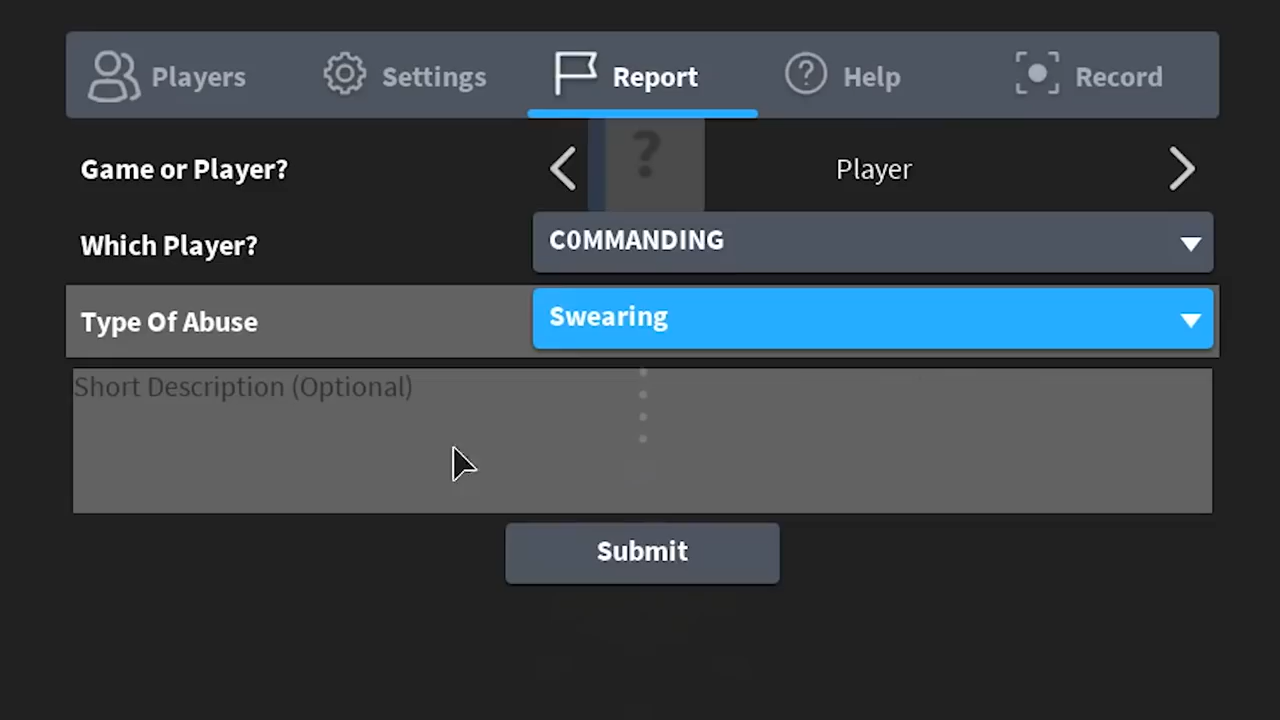 Players Settings Report Help Record
?
Game or Player? Player
Which Player? C0MMANDING
Type Of Abuse Swearing
Short Description (Optional)
Submit